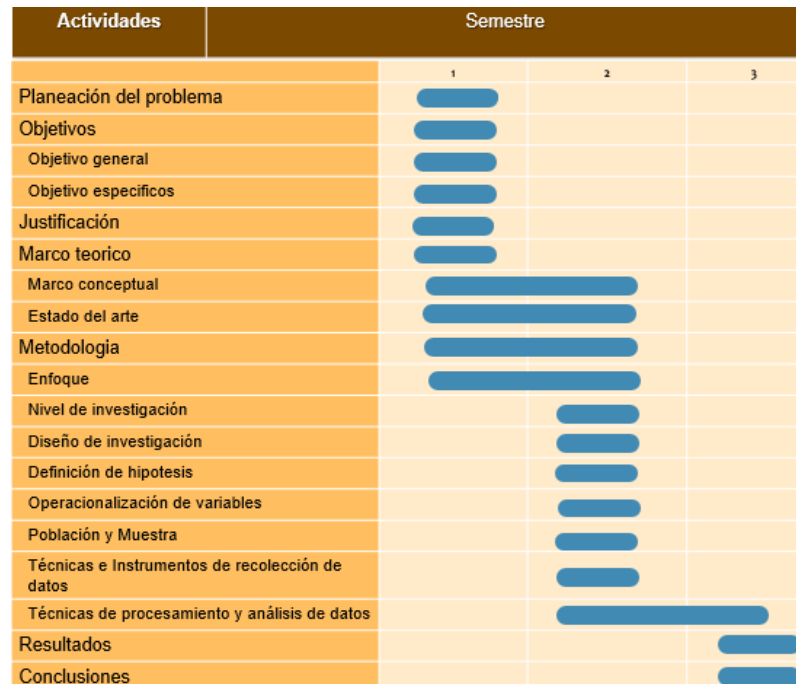 Actividades Semestre
1 2 3
Planeación del problema
Objetivos
Objetivo general
Objetivo especificos
Justificación
Marco teorico
Marco conceptual
Estado del arte
Metodologia
Enfoque
Nivel de investigación
Diseño de investigación
Definición de hipotesis
Operacionalización de variables
Población y Muestra
Técnicas e Instrumentos de recolección de
datos
Técnicas de procesamiento y análisis de datos
Resultados
Conclusiones